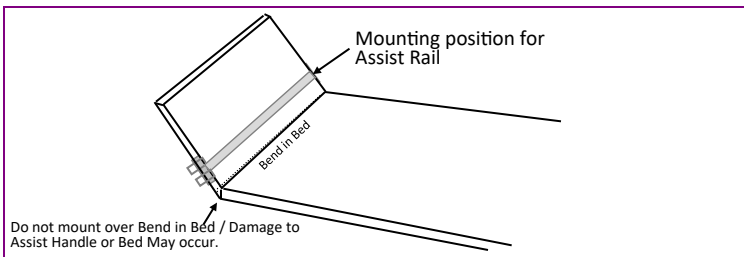 Mounting position for
Assist Rail
Bend in Bed
Do not mount over Bend in Bed / Damage to
Assist Handle or Bed May occur.